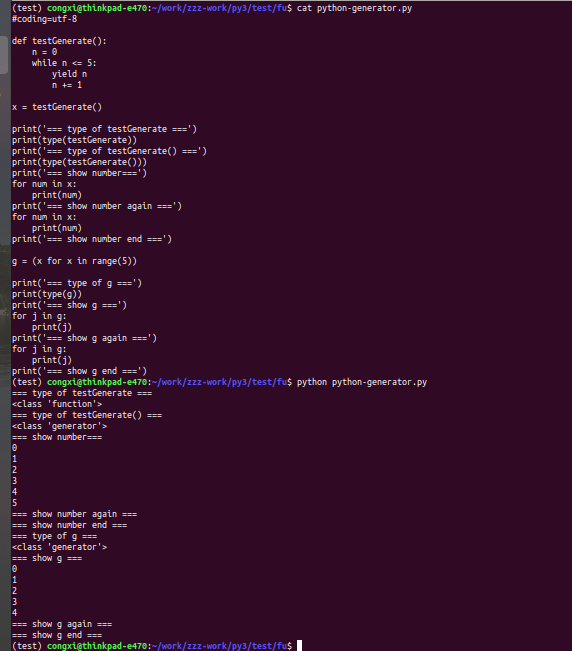 (test) congxi@thinkpad-e470:~/work/zzz-work/py3/test/fu$ cat python-generator.py
#coding=utf-8

def testGenerate():
    n = 0
    while n <= 5:
        yield n
        n += 1

x = testGenerate()

print('=== type of testGenerate ===')
print(type(testGenerate))
print('=== type of testGenerate() ===')
print(type(testGenerate()))
print('=== show number===')
for num in x:
    print(num)
print('=== show number again ===')
for num in x:
    print(num)
print('=== show number end ===')

g = (x for x in range(5))

print('=== type of g ===')
print(type(g))
print('=== show g ===')
for j in g:
    print(j)
print('=== show g again ===')
for j in g:
    print(j)
print('=== show g end ===')
(test) congxi@thinkpad-e470:~/work/zzz-work/py3/test/fu$ python python-generator.py
=== type of testGenerate ===
<class 'function'>
=== type of testGenerate() ===
<class 'generator'>
=== show number===
0
1
2
3
4
5
=== show number again ===
=== show number end ===
=== type of g ===
<class 'generator'>
=== show g ===
0
1
2
3
4
=== show g again ===
=== show g end ===
(test) congxi@thinkpad-e470:~/work/zzz-work/py3/test/fu$